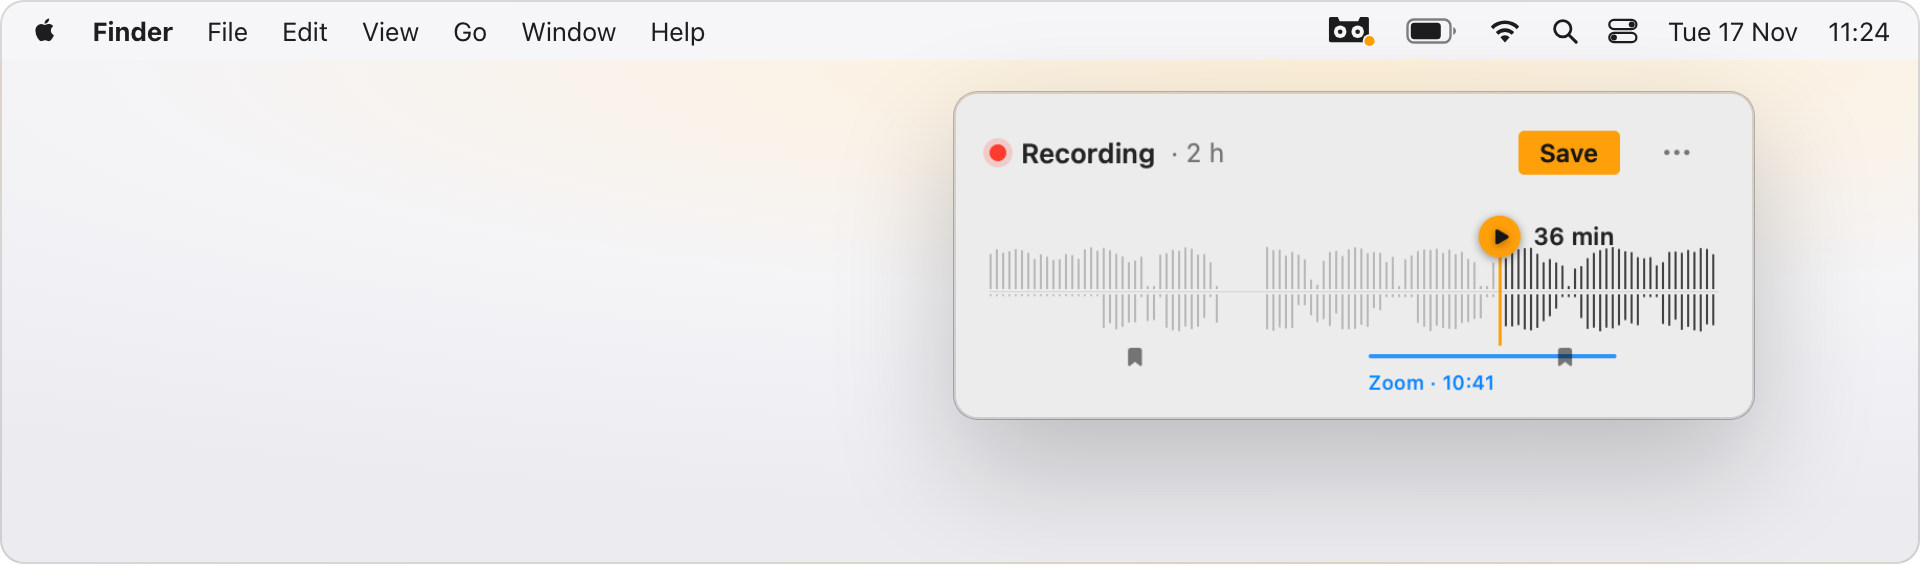 Finder File Edit View Go Window Help Tue 17 Nov 11:24
Recording · 2 h Save
36 min
Zoom · 10:41